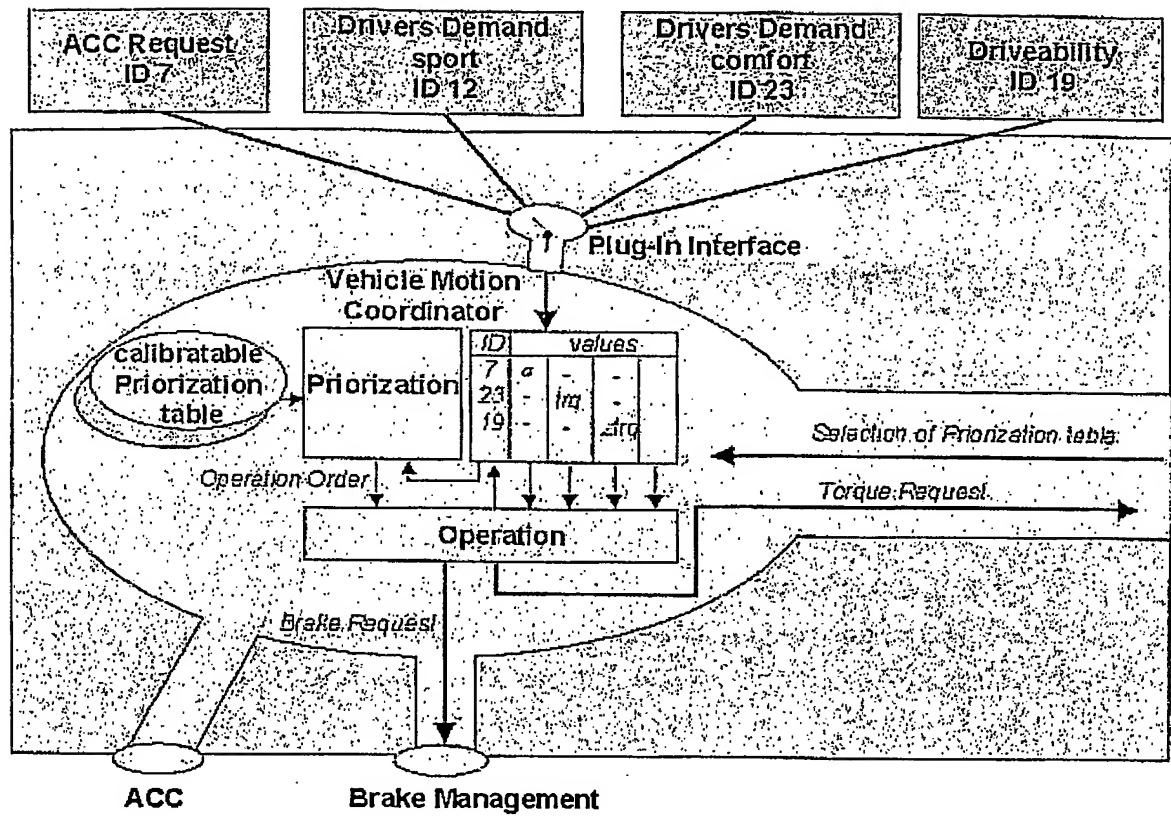 ACC Request
ID 7
Drivers Demand
sport
ID 12
Drivers Demand
comfort
ID 23
Driveability
ID 19
Plug-In Interface
Vehicle Motion
Coordinator
calibratable
Priorization
table
Priorization
ID values
7 a - -
23 - trq -
19 - -
Selection of Priorization table
Operation Order
Torque Request
Operation
Brake Request
ACC
Brake Management